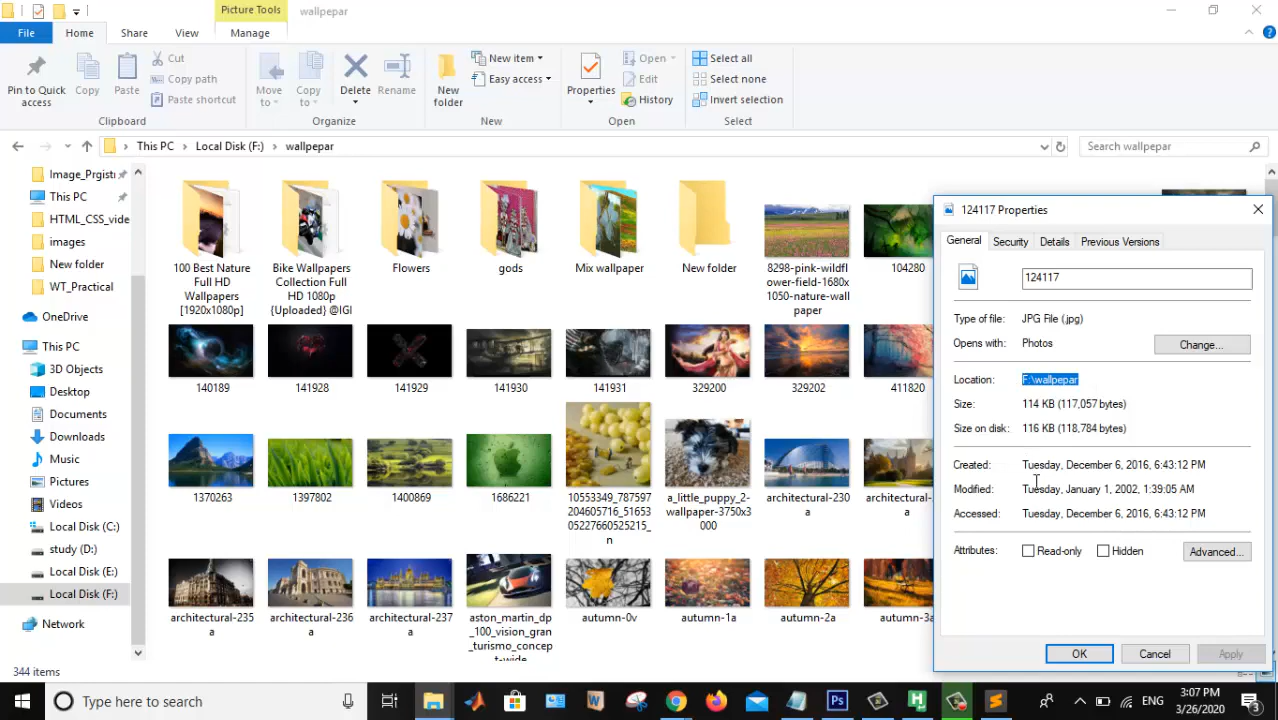 Picture Tools
wallpepar
File
Home
Share
View
Manage
Pin to Quick
access
Copy
Paste
Cut
Copy path
Paste shortcut
Clipboard
Move
to
Copy
to
Delete
Rename
Organize
New
folder
New item
Easy access
New
Properties
Open
Edit
History
Open
Select all
Select none
Invert selection
Select
This PC
Local Disk (F:)
wallpepar
Search wallpepar
Image_Prgist
This PC
HTML_CSS_vide
images
New folder
WT_Practical
OneDrive
This PC
3D Objects
Desktop
Documents
Downloads
Music
Pictures
Videos
Local Disk (C:)
study (D:)
Local Disk (E:)
Local Disk (F:)
Network
100 Best Nature
Full HD
Wallpapers
[1920x1080p]
Bike Wallpapers
Collection Full
HD 1080p
{Uploaded} @IGI
Flowers
gods
Mix wallpaper
New folder
8298-pink-wildfl
ower-field-1680x
1050-nature-wall
paper
104280
140189
141928
141929
141930
141931
329200
329202
411820
1370263
1397802
1400869
1686221
10553349_787597
204605716_51653
05227660525215_
n
a_little_puppy_2-
wallpaper-3750x3
000
architectural-230
a
architectural-235
a
architectural-236
a
architectural-237
a
aston_martin_dp
_100_vision_gran
_turismo_concep
t-wide
autumn-0v
autumn-1a
autumn-2a
autumn-3a
124117 Properties
General
Security
Details
Previous Versions
124117
Type of file: JPG File (.jpg)
Opens with: Photos
Change...
Location: F:\wallpepar
Size: 114 KB (117,057 bytes)
Size on disk: 116 KB (118,784 bytes)
Created: Tuesday, December 6, 2016, 6:43:12 PM
Modified: Tuesday, January 1, 2002, 1:39:05 AM
Accessed: Tuesday, December 6, 2016, 6:43:12 PM
Attributes:
Read-only
Hidden
Advanced...
OK
Cancel
Apply
344 items
Type here to search
ENG
3:07 PM
3/26/2020
3